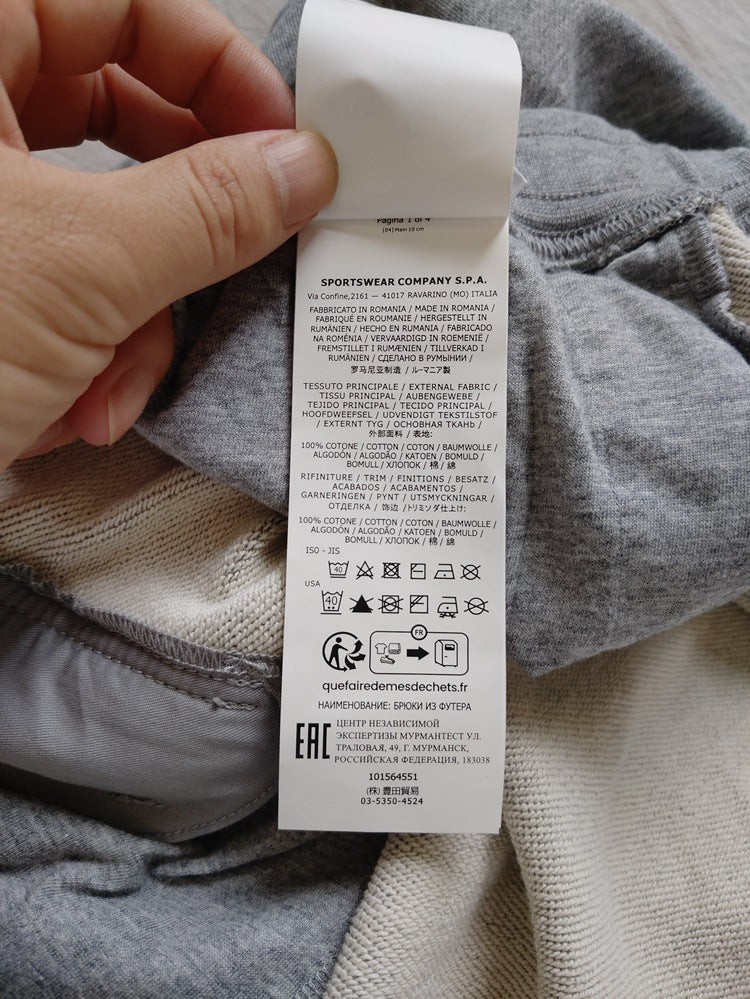 Pagina 1 di 4
[04] Main 10 cm
SPORTSWEAR COMPANY S.P.A.
Via Confine,2161 — 41017 RAVARINO (MO) ITALIA
FABBRICATO IN ROMANIA / MADE IN ROMANIA /
FABRIQUÉ EN ROUMANIE / HERGESTELLT IN
RUMÄNIEN / HECHO EN RUMANIA / FABRICADO
NA ROMÉNIA / VERVAARDIGD IN ROEMENIË /
FREMSTILLET I RUMÆNIEN / TILLVERKAD I
RUMÄNIEN / СДЕЛАНО В РУМЫНИИ /
罗马尼亚制造 / ルーマニア製
TESSUTO PRINCIPALE / EXTERNAL FABRIC /
TISSU PRINCIPAL / AUBENGEWEBE /
TEJIDO PRINCIPAL / TECIDO PRINCIPAL /
HOOFDWEEFSEL / UDVENDIGT TEKSTILSTOF
/ EXTERNT TYG / ОСНОВНАЯ ТКАНЬ /
外部面料 / 表地:
100% COTONE / COTTON / COTON / BAUMWOLLE /
ALGODÓN / ALGODÃO / KATOEN / BOMULD /
BOMULL / ХЛОПОК / 棉 / 綿
RIFINITURE / TRIM / FINITIONS / BESATZ /
ACABADOS / ACABAMENTOS /
GARNERINGEN / PYNT / UTSMYCKNINGAR /
ОТДЕЛКА / 饰边 /トリミソダ仕上げ:
100% COTONE / COTTON / COTON / BAUMWOLLE /
ALGODÓN / ALGODÃO / KATOEN / BOMULD /
BOMULL / ХЛОПОК / 棉 / 綿
ISO - JIS
40
USA
40
FR
quefairedemesdechets.fr
НАИМЕНОВАНИЕ: БРЮКИ ИЗ ФУТЕРА
EAC ЦЕНТР НЕЗАВИСИМОЙ
ЭКСПЕРТИЗЫ МУРМАНТЕСТ УЛ.
ТРАЛОВАЯ, 49, Г. МУРМАНСК,
РОССИЙСКАЯ ФЕДЕРАЦИЯ, 183038
101564551
(株) 豊田貿易
03-5350-4524